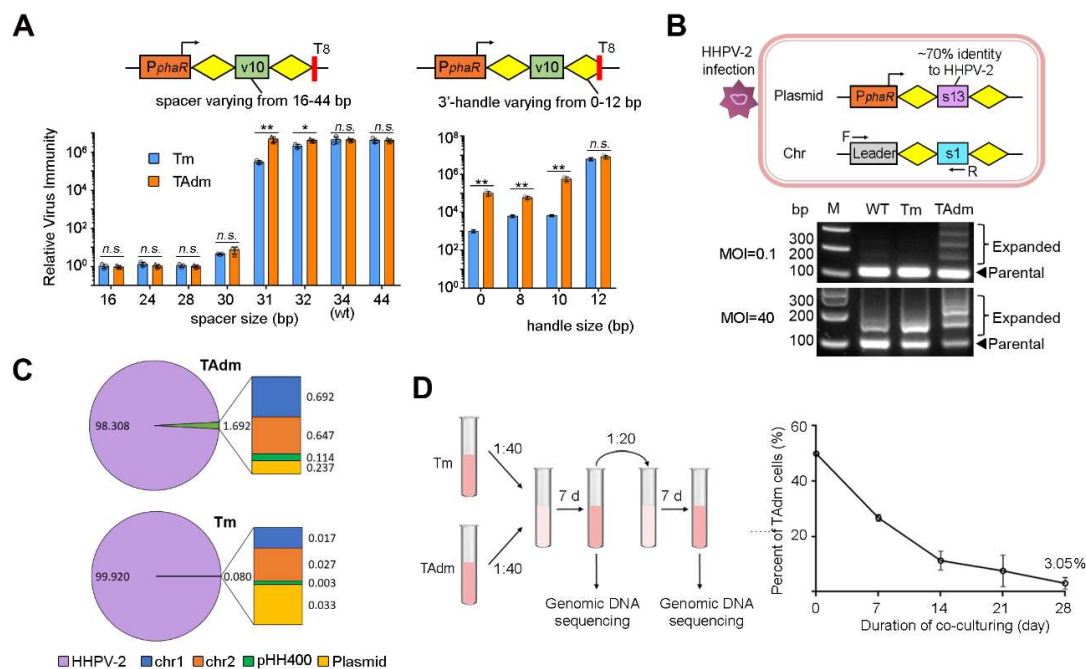 A
T8
PphaR
v10
spacer varying from 16-44 bp
T8
PphaR
v10
3'-handle varying from 0-12 bp
Relative Virus Immunity
10^6
10^4
10^2
10^0
Tm
TAdm
n.s. n.s. n.s. n.s. ** * n.s. n.s.
16 24 28 30 31 32 34 44
(wt)
spacer size (bp)
10^8
10^6
10^4
10^2
10^0
** ** ** n.s.
0 8 10 12
handle size (bp)
B
HHPV-2
infection
~70% identity
to HHPV-2
Plasmid
PphaR
s13
Chr
F
Leader
s1
R
bp M WT Tm TAdm
MOI=0.1
300
200
100
Expanded
Parental
MOI=40
300
200
100
Expanded
Parental
C
TAdm
98.308
1.692
0.692
0.647
0.114
0.237
Tm
99.920
0.080
0.017
0.027
0.003
0.033
HHPV-2 chr1 chr2 pHH400 Plasmid
D
Tm
1:40
TAdm
1:40
7 d
1:20
7 d
Genomic DNA
sequencing
Genomic DNA
sequencing
Percent of TAdm cells (%)
60
40
20
0
3.05%
0 7 14 21 28
Duration of co-culturing (day)